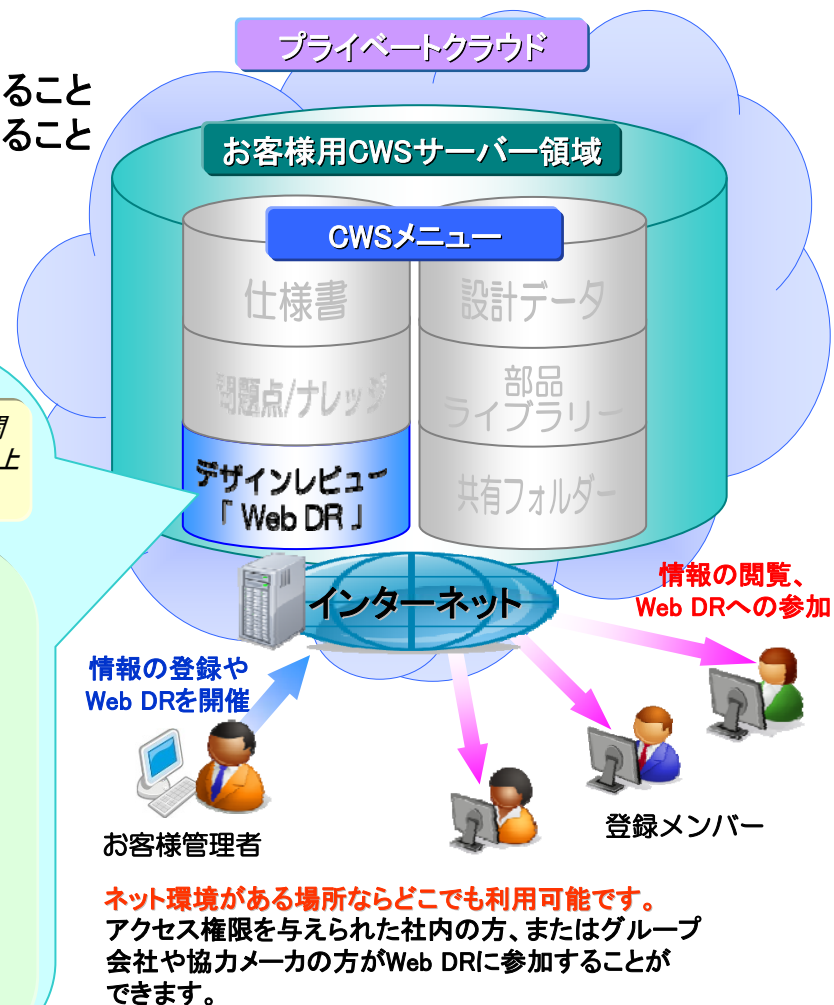 プライベートクラウド
ること
ること
お客様用CWSサーバー領域
CWSメニュー
仕様書
設計データ
問題点/ナレッジ
部品
ライブラリー
上
デザインレビュー
「 Web DR 」
共有フォルダー
インターネット
情報の閲覧、
Web DRへの参加
情報の登録や
Web DRを開催
お客様管理者
登録メンバー
ネット環境がある場所ならどこでも利用可能です。
アクセス権限を与えられた社内の方、またはグループ
会社や協力メーカの方がWeb DRに参加することが
できます。